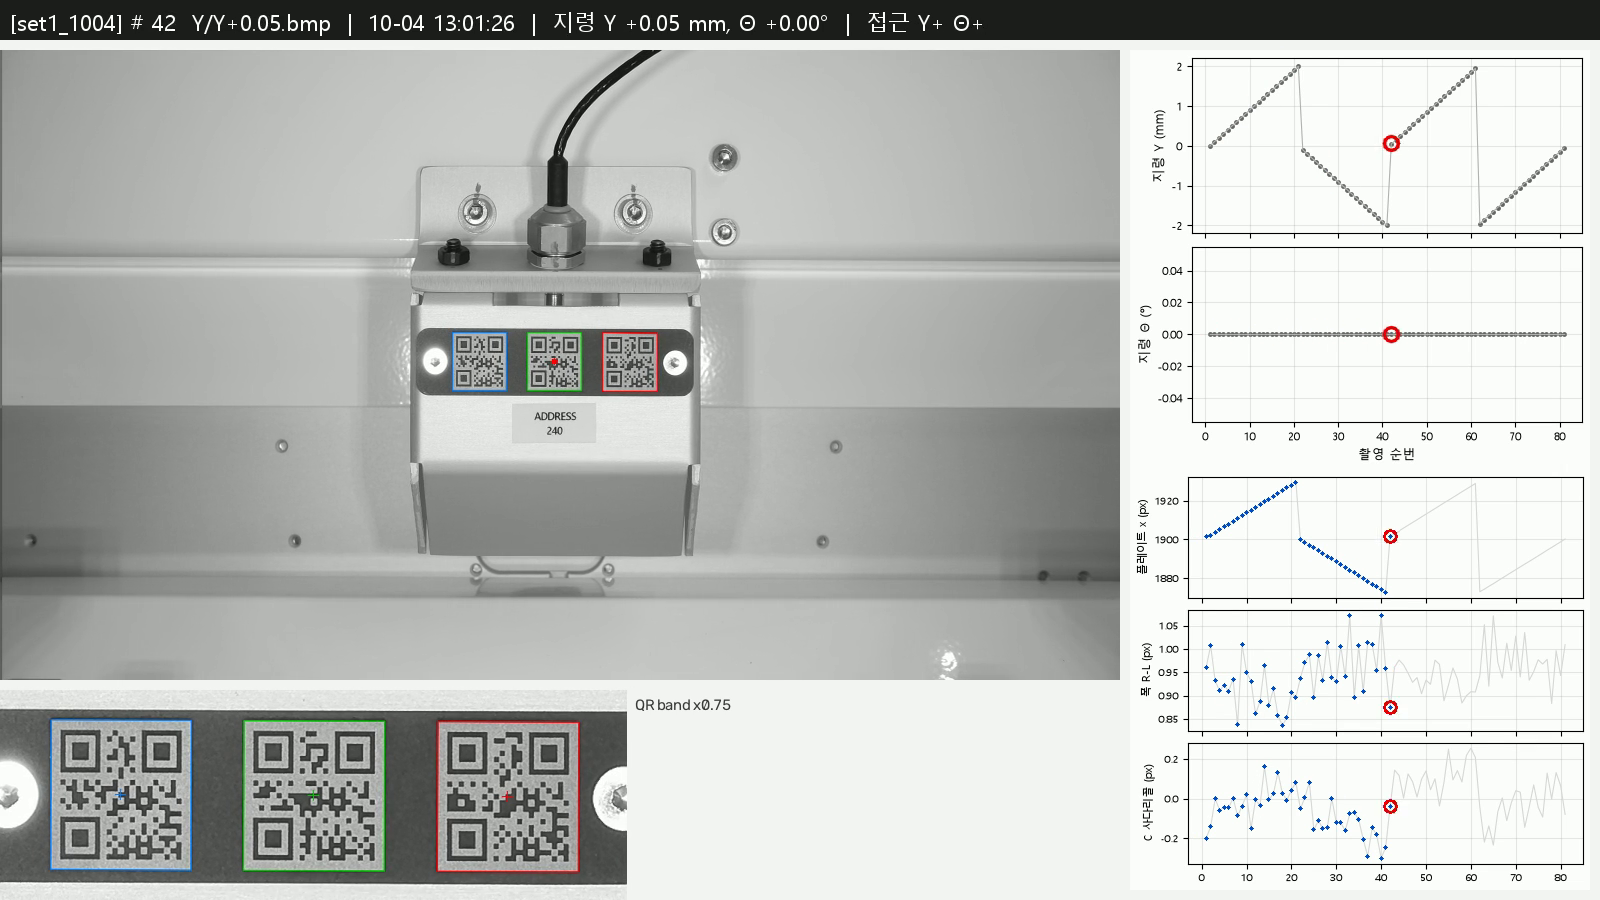 [set1_1004] # 42 Y/Y+0.05.bmp | 10-04 13:01:26 | 지령 Y +0.05 mm, Θ +0.00° | 접근 Y+ Θ+
ADDRESS
240
QR band x0.75
지령 Y (mm)
2
1
0
-1
-2
지령 Θ (°)
0.04
0.02
0.00
-0.02
-0.04
0 10 20 30 40 50 60 70 80
촬영 순번
플레이트 x (px)
1920
1900
1880
폭 R-L (px)
1.05
1.00
0.95
0.90
0.85
C 사다리꼴 (px)
0.2
0.0
-0.2
0 10 20 30 40 50 60 70 80